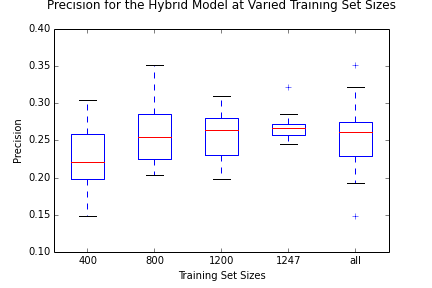 Precision for the Hybrid Model at Varied Training Set Sizes
0.40
0.35
0.30
0.25
0.20
0.15
0.10
Precision
400 800 1200 1247 all
Training Set Sizes